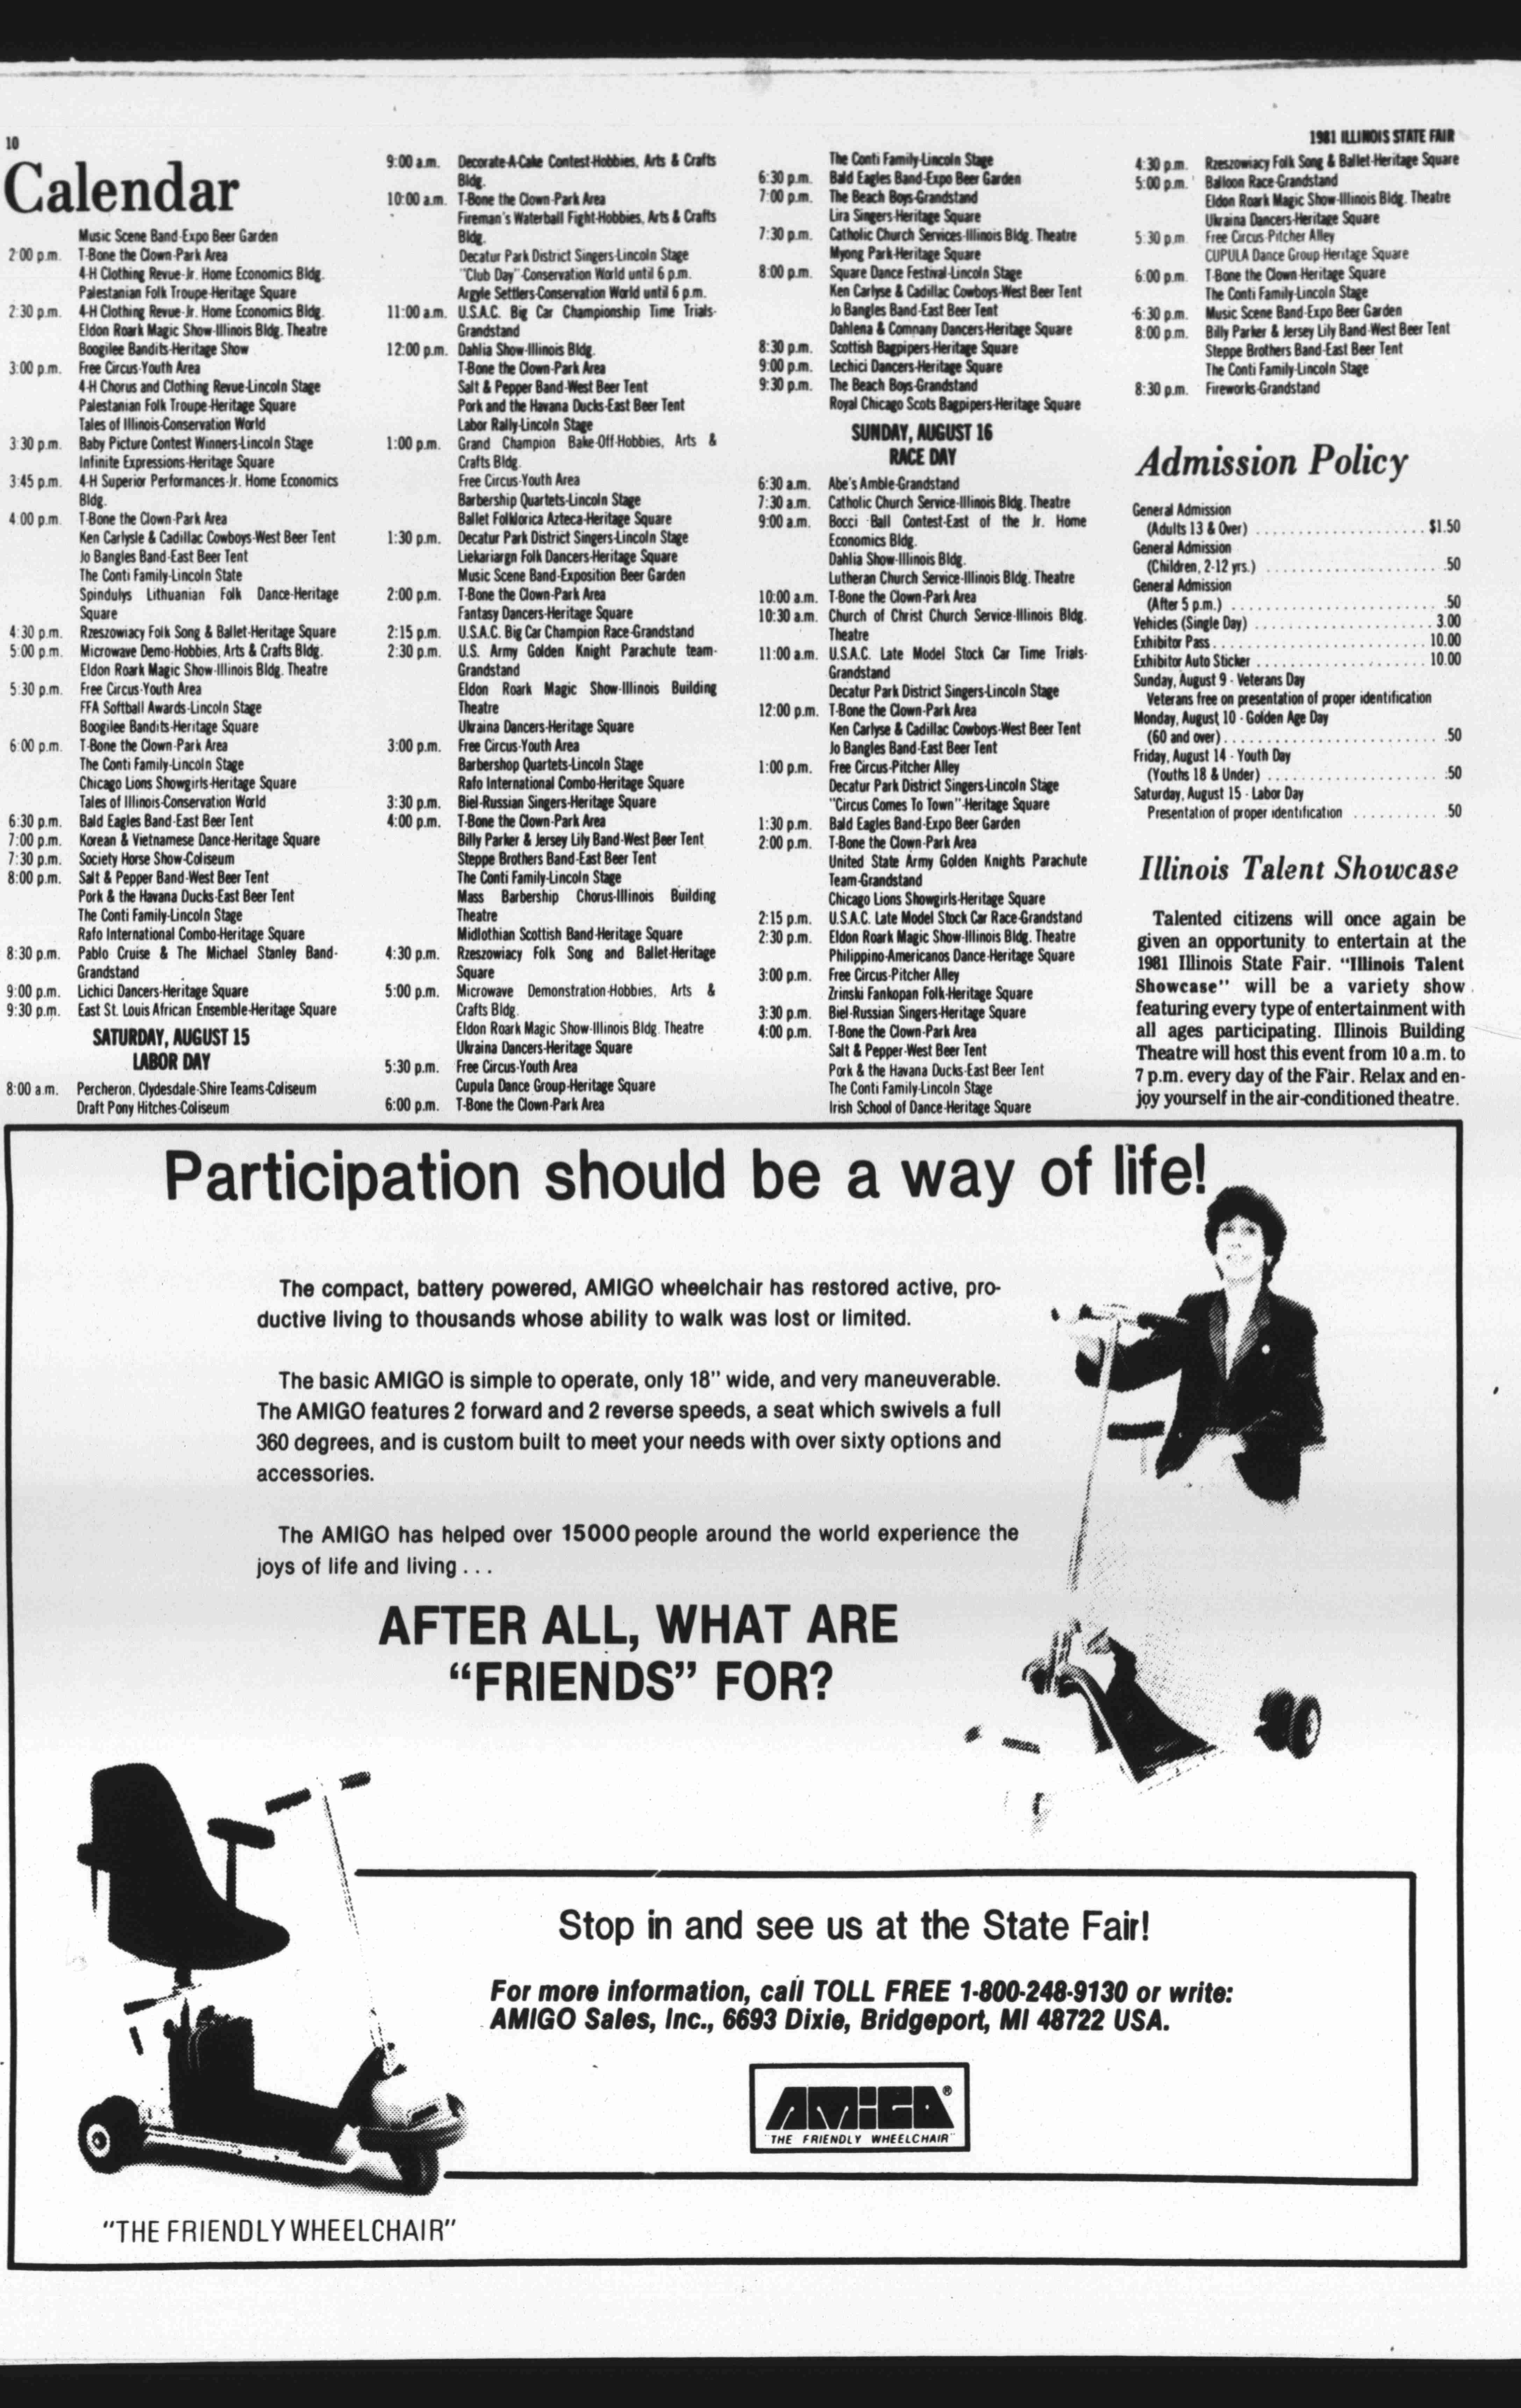 10
1981 ILLINOIS STATE FAIR
Calendar
Music Scene Band-Expo Beer Garden
2:00 p.m. T-Bone the Clown-Park Area
4-H Clothing Revue-Jr. Home Economics Bldg.
Palestanian Folk Troupe-Heritage Square
2:30 p.m. 4-H Clothing Revue-Jr. Home Economics Bldg.
Eldon Roark Magic Show-Illinois Bldg. Theatre
Boogilee Bandits-Heritage Show
3:00 p.m. Free Circus-Youth Area
4-H Chorus and Clothing Revue-Lincoln Stage
Palestanian Folk Troupe-Heritage Square
Tales of Illinois-Conservation World
3:30 p.m. Baby Picture Contest Winners-Lincoln Stage
Infinite Expressions-Heritage Square
3:45 p.m. 4-H Superior Performances-Jr. Home Economics
Bldg.
4:00 p.m. T-Bone the Clown-Park Area
Ken Carlysle & Cadillac Cowboys-West Beer Tent
Jo Bangles Band-East Beer Tent
The Conti Family-Lincoln State
Spindulys Lithuanian Folk Dance-Heritage
Square
4:30 p.m. Rzeszowiacy Folk Song & Ballet-Heritage Square
5:00 p.m. Microwave Demo-Hobbies, Arts & Crafts Bldg.
Eldon Roark Magic Show-Illinois Bldg. Theatre
5:30 p.m. Free Circus-Youth Area
FFA Softball Awards-Lincoln Stage
Boogilee Bandits-Heritage Square
6:00 p.m. T-Bone the Clown-Park Area
The Conti Family-Lincoln Stage
Chicago Lions Showgirls-Heritage Square
Tales of Illinois-Conservation World
6:30 p.m. Bald Eagles Band-East Beer Tent
7:00 p.m. Korean & Vietnamese Dance-Heritage Square
7:30 p.m. Society Horse Show-Coliseum
8:00 p.m. Salt & Pepper Band-West Beer Tent
Pork & the Havana Ducks-East Beer Tent
The Conti Family-Lincoln Stage
Rafo International Combo-Heritage Square
8:30 p.m. Pablo Cruise & The Michael Stanley Band-
Grandstand
9:00 p.m. Lichici Dancers-Heritage Square
9:30 p.m. East St. Louis African Ensemble-Heritage Square
SATURDAY, AUGUST 15
LABOR DAY
8:00 a.m. Percheron, Clydesdale-Shire Teams-Coliseum
Draft Pony Hitches-Coliseum
9:00 a.m. Decorate-A-Cake Contest-Hobbies, Arts & Crafts
Bldg.
10:00 a.m. T-Bone the Clown-Park Area
Fireman's Waterball Fight-Hobbies, Arts & Crafts
Bldg.
Decatur Park District Singers-Lincoln Stage
"Club Day"-Conservation World until 6 p.m.
Argyle Settlers-Conservation World until 6 p.m.
11:00 a.m. U.S.A.C. Big Car Championship Time Trials-
Grandstand
12:00 p.m. Dahlia Show-Illinois Bldg.
T-Bone the Clown-Park Area
Salt & Pepper Band-West Beer Tent
Pork and the Havana Ducks-East Beer Tent
Labor Rally-Lincoln Stage
1:00 p.m. Grand Champion Bake-Off-Hobbies, Arts &
Crafts Bldg.
Free Circus-Youth Area
Barbership Quartets-Lincoln Stage
Ballet Folklorica Azteca-Heritage Square
1:30 p.m. Decatur Park District Singers-Lincoln Stage
Liekariargn Folk Dancers-Heritage Square
Music Scene Band-Exposition Beer Garden
2:00 p.m. T-Bone the Clown-Park Area
Fantasy Dancers-Heritage Square
2:15 p.m. U.S.A.C. Big Car Champion Race-Grandstand
2:30 p.m. U.S. Army Golden Knight Parachute team-
Grandstand
Eldon Roark Magic Show-Illinois Building
Theatre
Ukraina Dancers-Heritage Square
3:00 p.m. Free Circus-Youth Area
Barbershop Quartets-Lincoln Stage
Rafo International Combo-Heritage Square
3:30 p.m. Biel-Russian Singers-Heritage Square
4:00 p.m. T-Bone the Clown-Park Area
Billy Parker & Jersey Lily Band-West Beer Tent
Steppe Brothers Band-East Beer Tent
The Conti Family-Lincoln Stage
Mass Barbership Chorus-Illinois Building
Theatre
Midlothian Scottish Band-Heritage Square
4:30 p.m. Rzeszowiacy Folk Song and Ballet-Heritage
Square
5:00 p.m. Microwave Demonstration-Hobbies, Arts &
Crafts Bldg.
Eldon Roark Magic Show-Illinois Bldg. Theatre
Ukraina Dancers-Heritage Square
5:30 p.m. Free Circus-Youth Area
Cupula Dance Group-Heritage Square
6:00 p.m. T-Bone the Clown-Park Area
The Conti Family-Lincoln Stage
6:30 p.m. Bald Eagles Band-Expo Beer Garden
7:00 p.m. The Beach Boys-Grandstand
Lira Singers-Heritage Square
7:30 p.m. Catholic Church Services-Illinois Bldg. Theatre
Myong Park-Heritage Square
8:00 p.m. Square Dance Festival-Lincoln Stage
Ken Carlyse & Cadillac Cowboys-West Beer Tent
Jo Bangles Band-East Beer Tent
Dahlena & Comnany Dancers-Heritage Square
8:30 p.m. Scottish Bagpipers-Heritage Square
9:00 p.m. Lechici Dancers-Heritage Square
9:30 p.m. The Beach Boys-Grandstand
Royal Chicago Scots Bagpipers-Heritage Square
SUNDAY, AUGUST 16
RACE DAY
6:30 a.m. Abe's Amble-Grandstand
7:30 a.m. Catholic Church Service-Illinois Bldg. Theatre
9:00 a.m. Bocci Ball Contest-East of the Jr. Home
Economics Bldg.
Dahlia Show-Illinois Bldg.
Lutheran Church Service-Illinois Bldg. Theatre
10:00 a.m. T-Bone the Clown-Park Area
10:30 a.m. Church of Christ Church Service-Illinois Bldg.
Theatre
11:00 a.m. U.S.A.C. Late Model Stock Car Time Trials-
Grandstand
Decatur Park District Singers-Lincoln Stage
12:00 p.m. T-Bone the Clown-Park Area
Ken Carlyse & Cadillac Cowboys-West Beer Tent
Jo Bangles Band-East Beer Tent
1:00 p.m. Free Circus-Pitcher Alley
Decatur Park District Singers-Lincoln Stage
"Circus Comes To Town"-Heritage Square
1:30 p.m. Bald Eagles Band-Expo Beer Garden
2:00 p.m. T-Bone the Clown-Park Area
United State Army Golden Knights Parachute
Team-Grandstand
Chicago Lions Showgirls-Heritage Square
2:15 p.m. U.S.A.C. Late Model Stock Car Race-Grandstand
2:30 p.m. Eldon Roark Magic Show-Illinois Bldg. Theatre
Philippino-Americanos Dance-Heritage Square
3:00 p.m. Free Circus-Pitcher Alley
Zrinski Fankopan Folk-Heritage Square
3:30 p.m. Biel-Russian Singers-Heritage Square
4:00 p.m. T-Bone the Clown-Park Area
Salt & Pepper-West Beer Tent
Pork & the Havana Ducks-East Beer Tent
The Conti Family-Lincoln Stage
Irish School of Dance-Heritage Square
4:30 p.m. Rzeszowiacy Folk Song & Ballet-Heritage Square
5:00 p.m. Balloon Race-Grandstand
Eldon Roark Magic Show-Illinois Bldg. Theatre
Ukraina Dancers-Heritage Square
5:30 p.m. Free Circus-Pitcher Alley
CUPULA Dance Group-Heritage Square
6:00 p.m. T-Bone the Clown-Heritage Square
The Conti Family-Lincoln Stage
6:30 p.m. Music Scene Band-Expo Beer Garden
8:00 p.m. Billy Parker & Jersey Lily Band-West Beer Tent
Steppe Brothers Band-East Beer Tent
The Conti Family-Lincoln Stage
8:30 p.m. Fireworks-Grandstand
Admission Policy
General Admission
(Adults 13 & Over) . . . . . $1.50
General Admission
(Children, 2-12 yrs.) . . . . . .50
General Admission
(After 5 p.m.) . . . . . .50
Vehicles (Single Day) . . . . . 3.00
Exhibitor Pass . . . . . 10.00
Exhibitor Auto Sticker . . . . . 10.00
Sunday, August 9 - Veterans Day
Veterans free on presentation of proper identification
Monday, August 10 - Golden Age Day
(60 and over) . . . . . .50
Friday, August 14 - Youth Day
(Youths 18 & Under) . . . . . .50
Saturday, August 15 - Labor Day
Presentation of proper identification . . . . . .50
Illinois Talent Showcase
Talented citizens will once again be
given an opportunity to entertain at the
1981 Illinois State Fair. "Illinois Talent
Showcase" will be a variety show
featuring every type of entertainment with
all ages participating. Illinois Building
Theatre will host this event from 10 a.m. to
7 p.m. every day of the Fair. Relax and en-
joy yourself in the air-conditioned theatre.
Participation should be a way of life!
The compact, battery powered, AMIGO wheelchair has restored active, pro-
ductive living to thousands whose ability to walk was lost or limited.
The basic AMIGO is simple to operate, only 18" wide, and very maneuverable.
The AMIGO features 2 forward and 2 reverse speeds, a seat which swivels a full
360 degrees, and is custom built to meet your needs with over sixty options and
accessories.
The AMIGO has helped over 15000 people around the world experience the
joys of life and living . . .
AFTER ALL, WHAT ARE
"FRIENDS" FOR?
Stop in and see us at the State Fair!
For more information, call TOLL FREE 1-800-248-9130 or write:
AMIGO Sales, Inc., 6693 Dixie, Bridgeport, MI 48722 USA.
AMIGO®
"THE FRIENDLY WHEELCHAIR"
"THE FRIENDLY WHEELCHAIR"